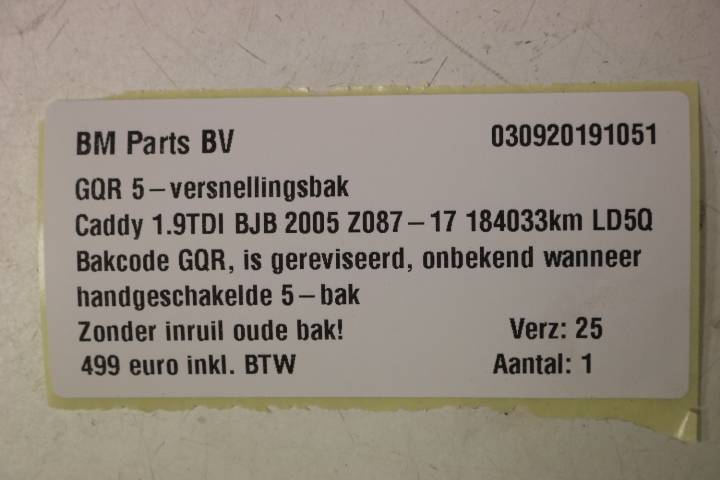 BM Parts BV 030920191051
GQR 5-versnellingsbak
Caddy 1.9TDI BJB 2005 Z087-17 184033km LD5Q
Bakcode GQR, is gereviseerd, onbekend wanneer
handgeschakelde 5-bak
Zonder inruil oude bak! Verz: 25
499 euro inkl. BTW Aantal: 1